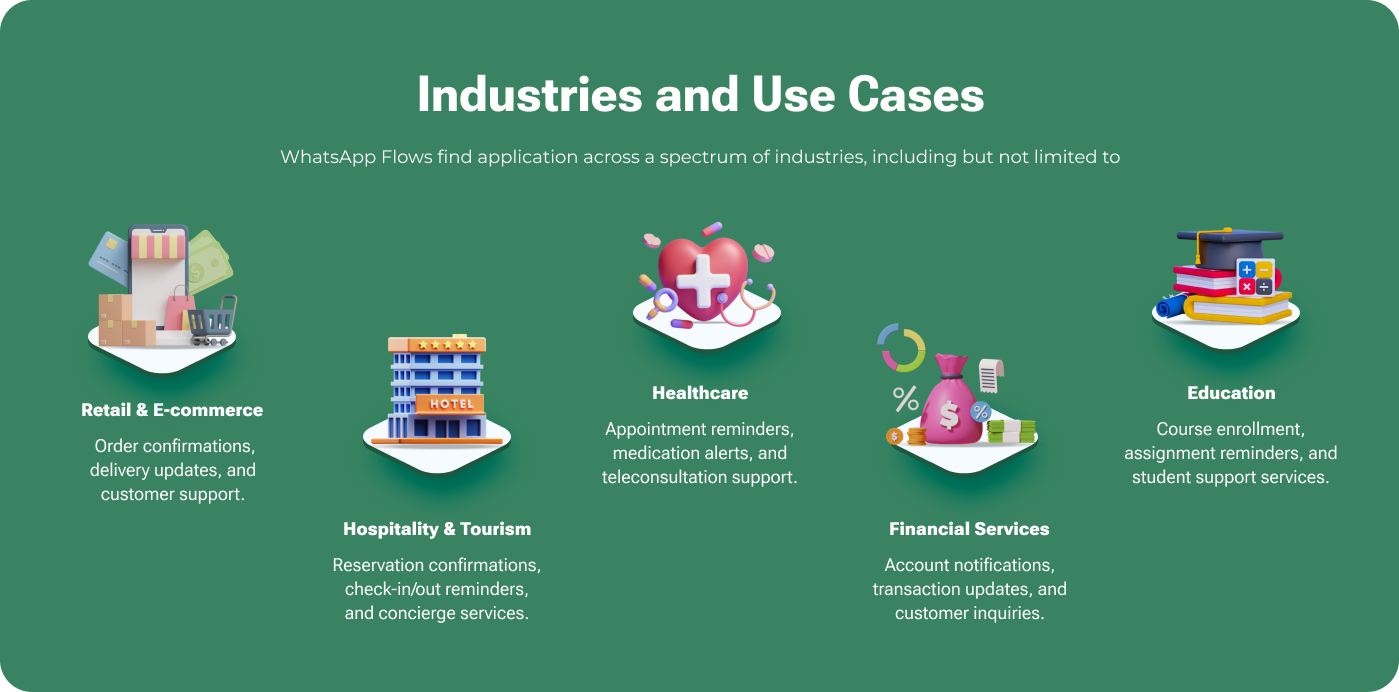 Industries and Use Cases
WhatsApp Flows find application across a spectrum of industries, including but not limited to
Retail & E-commerce
Order confirmations,
delivery updates, and
customer support.
HOTEL
Hospitality & Tourism
Reservation confirmations,
check-in/out reminders,
and concierge services.
Healthcare
Appointment reminders,
medication alerts, and
teleconsultation support.
%
$
%
$
Financial Services
Account notifications,
transaction updates, and
customer inquiries.
+ −
× ÷
Education
Course enrollment,
assignment reminders, and
student support services.